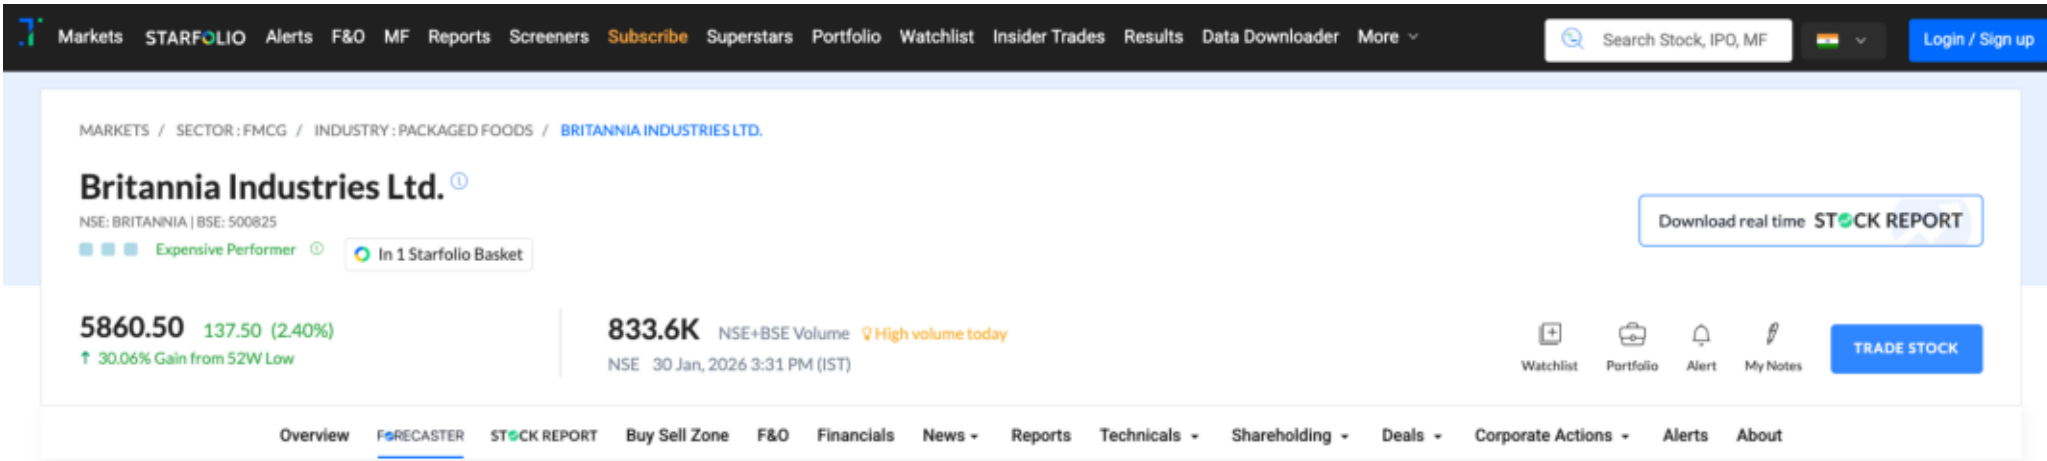 Markets STARFOLIO Alerts F&O MF Reports Screeners Subscribe Superstars Portfolio Watchlist Insider Trades Results Data Downloader More Search Stock, IPO, MF Login / Sign up
MARKETS / SECTOR : FMCG / INDUSTRY : PACKAGED FOODS / BRITANNIA INDUSTRIES LTD.
Britannia Industries Ltd.
NSE: BRITANNIA | BSE: 500825
Expensive Performer In 1 Starfolio Basket
Download real time STOCK REPORT
5860.50 137.50 (2.40%)
↑ 30.06% Gain from 52W Low
833.6K NSE+BSE Volume High volume today
NSE 30 Jan, 2026 3:31 PM (IST)
Watchlist Portfolio Alert My Notes
TRADE STOCK
Overview FORECASTER STOCK REPORT Buy Sell Zone F&O Financials News Reports Technicals Shareholding Deals Corporate Actions Alerts About